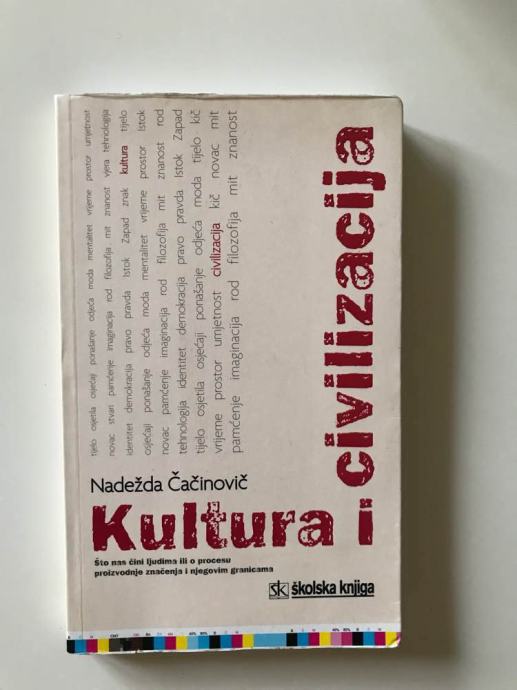 tijelo osjetila osjećaji ponašanje odjeća moda mentalitet vrijeme prostor umjetnost
novac stvari pamćenje imaginacija rod filozofija mit znanost vjera tehnologija
identitet demokracija pravo pravda Istok Zapad znak kultura tijelo
osjećaji ponašanje odjeća moda mentalitet vrijeme prostor Istok
novac pamćenje imaginacija rod filozofija mit znanost rod
tehnologija identitet demokracija pravo pravda Istok Zapad
tijelo osjetila osjećaji ponašanje odjeća moda tijelo kič
vrijeme prostor umjetnost civilizacija kič novac mit
pamćenje imaginacija rod filozofija mit znanost
Nadežda Čačinovič
Kultura i
civilizacija
Što nas čini ljudima ili o procesu
proizvodnje značenja i njegovim granicama
sk školska knjiga